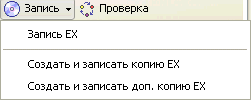 Запись Проверка
Запись EX
Создать и записать копию EX
Создать и записать доп. копию EX